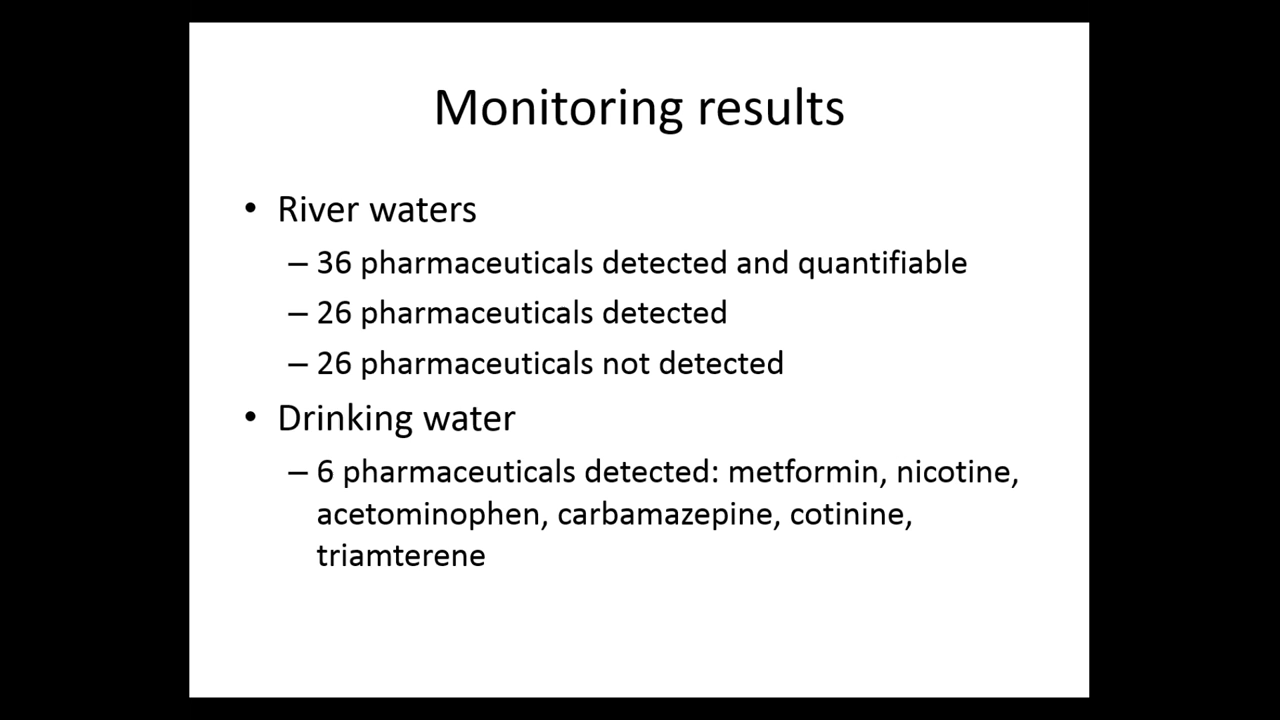 Monitoring results
• River waters
– 36 pharmaceuticals detected and quantifiable
– 26 pharmaceuticals detected
– 26 pharmaceuticals not detected
• Drinking water
– 6 pharmaceuticals detected: metformin, nicotine,
acetominophen, carbamazepine, cotinine,
triamterene